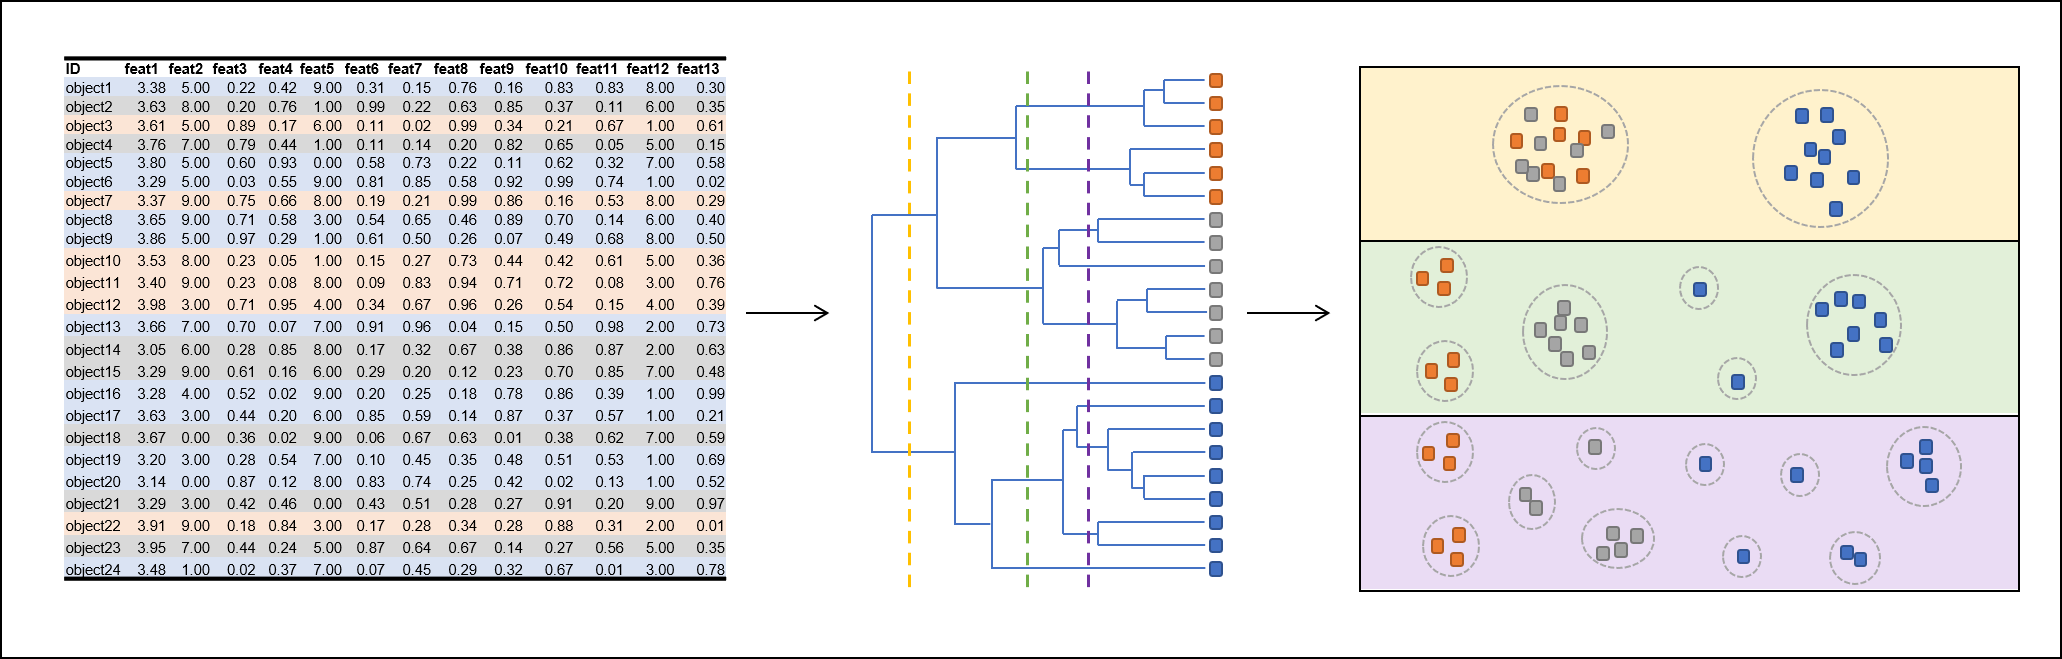 ID feat1 feat2 feat3 feat4 feat5 feat6 feat7 feat8 feat9 feat10 feat11 feat12 feat13
object1 3.38 5.00 0.22 0.42 9.00 0.31 0.15 0.76 0.16 0.83 0.83 8.00 0.30
object2 3.63 8.00 0.20 0.76 1.00 0.99 0.22 0.63 0.85 0.37 0.11 6.00 0.35
object3 3.61 5.00 0.89 0.17 6.00 0.11 0.02 0.99 0.34 0.21 0.67 1.00 0.61
object4 3.76 7.00 0.79 0.44 1.00 0.11 0.14 0.20 0.82 0.65 0.05 5.00 0.15
object5 3.80 5.00 0.60 0.93 0.00 0.58 0.73 0.22 0.11 0.62 0.32 7.00 0.58
object6 3.29 5.00 0.03 0.55 9.00 0.81 0.85 0.58 0.92 0.99 0.74 1.00 0.02
object7 3.37 9.00 0.75 0.66 8.00 0.19 0.21 0.99 0.86 0.16 0.53 8.00 0.29
object8 3.65 9.00 0.71 0.58 3.00 0.54 0.65 0.46 0.89 0.70 0.14 6.00 0.40
object9 3.86 5.00 0.97 0.29 1.00 0.61 0.50 0.26 0.07 0.49 0.68 8.00 0.50
object10 3.53 8.00 0.23 0.05 1.00 0.15 0.27 0.73 0.44 0.42 0.61 5.00 0.36
object11 3.40 9.00 0.23 0.08 8.00 0.09 0.83 0.94 0.71 0.72 0.08 3.00 0.76
object12 3.98 3.00 0.71 0.95 4.00 0.34 0.67 0.96 0.26 0.54 0.15 4.00 0.39
object13 3.66 7.00 0.70 0.07 7.00 0.91 0.96 0.04 0.15 0.50 0.98 2.00 0.73
object14 3.05 6.00 0.28 0.85 8.00 0.17 0.32 0.67 0.38 0.86 0.87 2.00 0.63
object15 3.29 9.00 0.61 0.16 6.00 0.29 0.20 0.12 0.23 0.70 0.85 7.00 0.48
object16 3.28 4.00 0.52 0.02 9.00 0.20 0.25 0.18 0.78 0.86 0.39 1.00 0.99
object17 3.63 3.00 0.44 0.20 6.00 0.85 0.59 0.14 0.87 0.37 0.57 1.00 0.21
object18 3.67 0.00 0.36 0.02 9.00 0.06 0.67 0.63 0.01 0.38 0.62 7.00 0.59
object19 3.20 3.00 0.28 0.54 7.00 0.10 0.45 0.35 0.48 0.51 0.53 1.00 0.69
object20 3.14 0.00 0.87 0.12 8.00 0.83 0.74 0.25 0.42 0.02 0.13 1.00 0.52
object21 3.29 3.00 0.42 0.46 0.00 0.43 0.51 0.28 0.27 0.91 0.20 9.00 0.97
object22 3.91 9.00 0.18 0.84 3.00 0.17 0.28 0.34 0.28 0.88 0.31 2.00 0.01
object23 3.95 7.00 0.44 0.24 5.00 0.87 0.64 0.67 0.14 0.27 0.56 5.00 0.35
object24 3.48 1.00 0.02 0.37 7.00 0.07 0.45 0.29 0.32 0.67 0.01 3.00 0.78